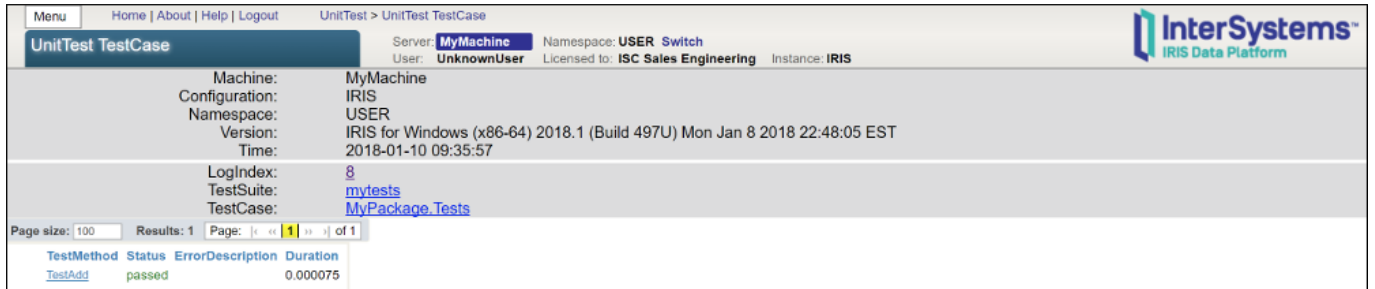 Menu Home | About | Help | Logout UnitTest > UnitTest TestCase
InterSystems™
IRIS Data Platform
UnitTest TestCase
Server: MyMachine Namespace: USER Switch
User: UnknownUser Licensed to: ISC Sales Engineering Instance: IRIS
Machine: MyMachine
Configuration: IRIS
Namespace: USER
Version: IRIS for Windows (x86-64) 2018.1 (Build 497U) Mon Jan 8 2018 22:48:05 EST
Time: 2018-01-10 09:35:57
LogIndex: 8
TestSuite: mytests
TestCase: MyPackage.Tests
Page size: 100 Results: 1 Page: |< << 1 >> >| of 1
TestMethod Status ErrorDescription Duration
TestAdd passed 0.000075